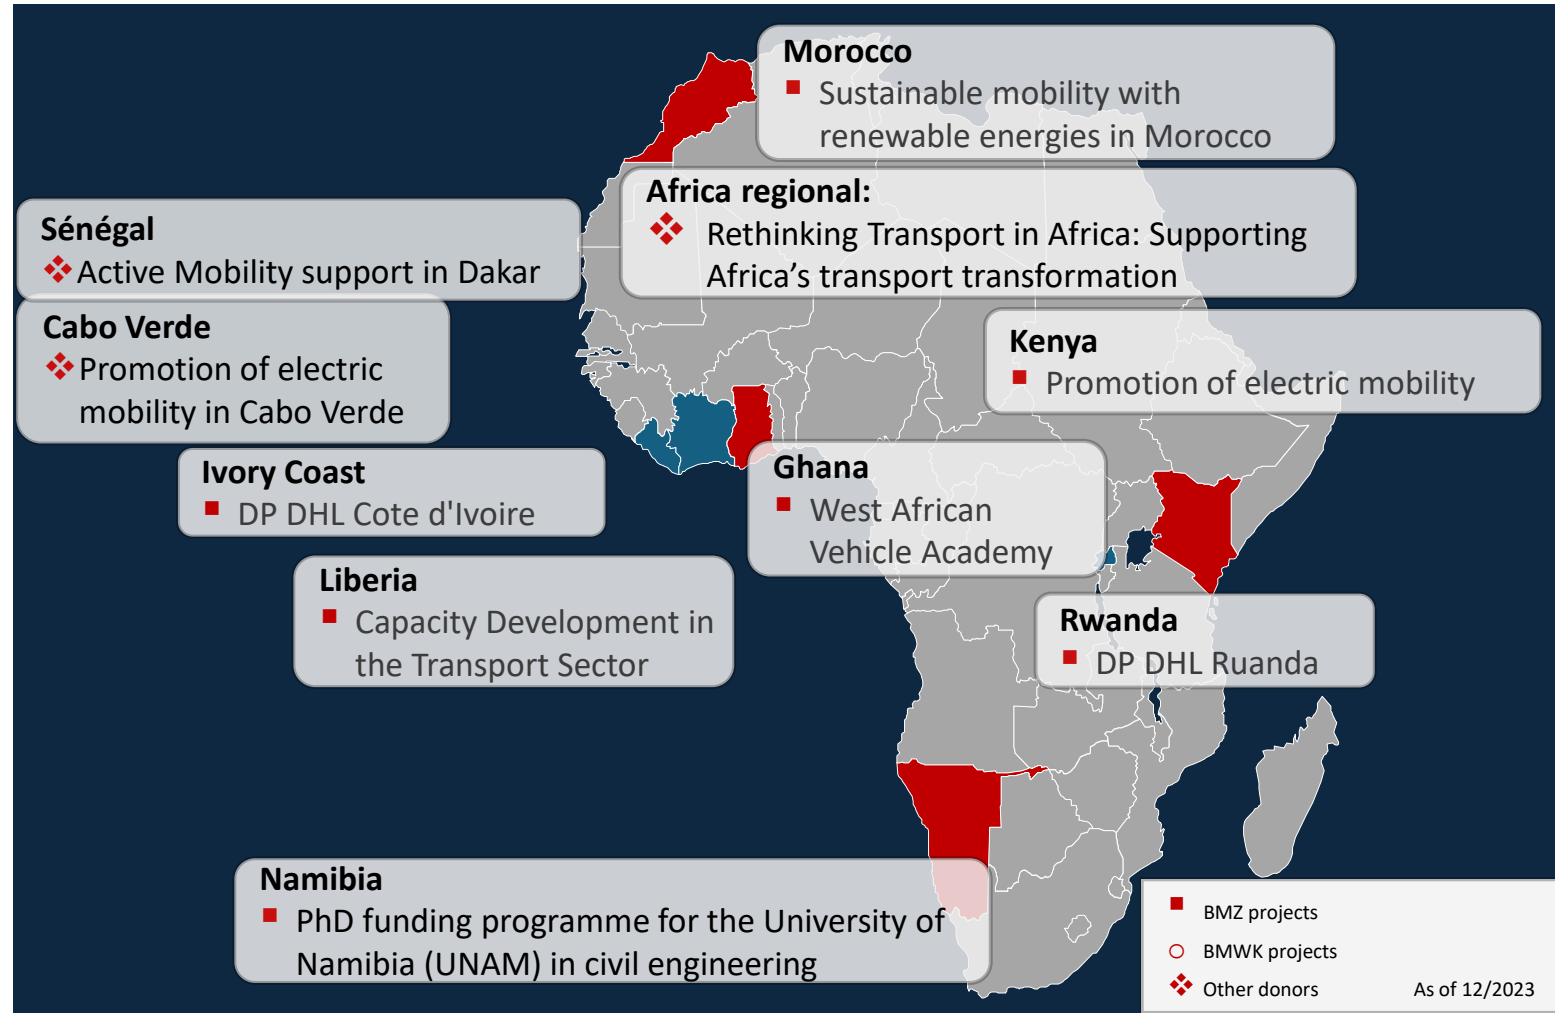 Morocco
Sustainable mobility with
renewable energies in Morocco
Africa regional:
Rethinking Transport in Africa: Supporting
Africa’s transport transformation
Sénégal
Active Mobility support in Dakar
Cabo Verde
Promotion of electric
mobility in Cabo Verde
Kenya
Promotion of electric mobility
Ivory Coast
DP DHL Cote d'Ivoire
Ghana
West African
Vehicle Academy
Liberia
Capacity Development in
the Transport Sector
Rwanda
DP DHL Ruanda
Namibia
PhD funding programme for the University of
Namibia (UNAM) in civil engineering
BMZ projects
BMWK projects
Other donors
As of 12/2023